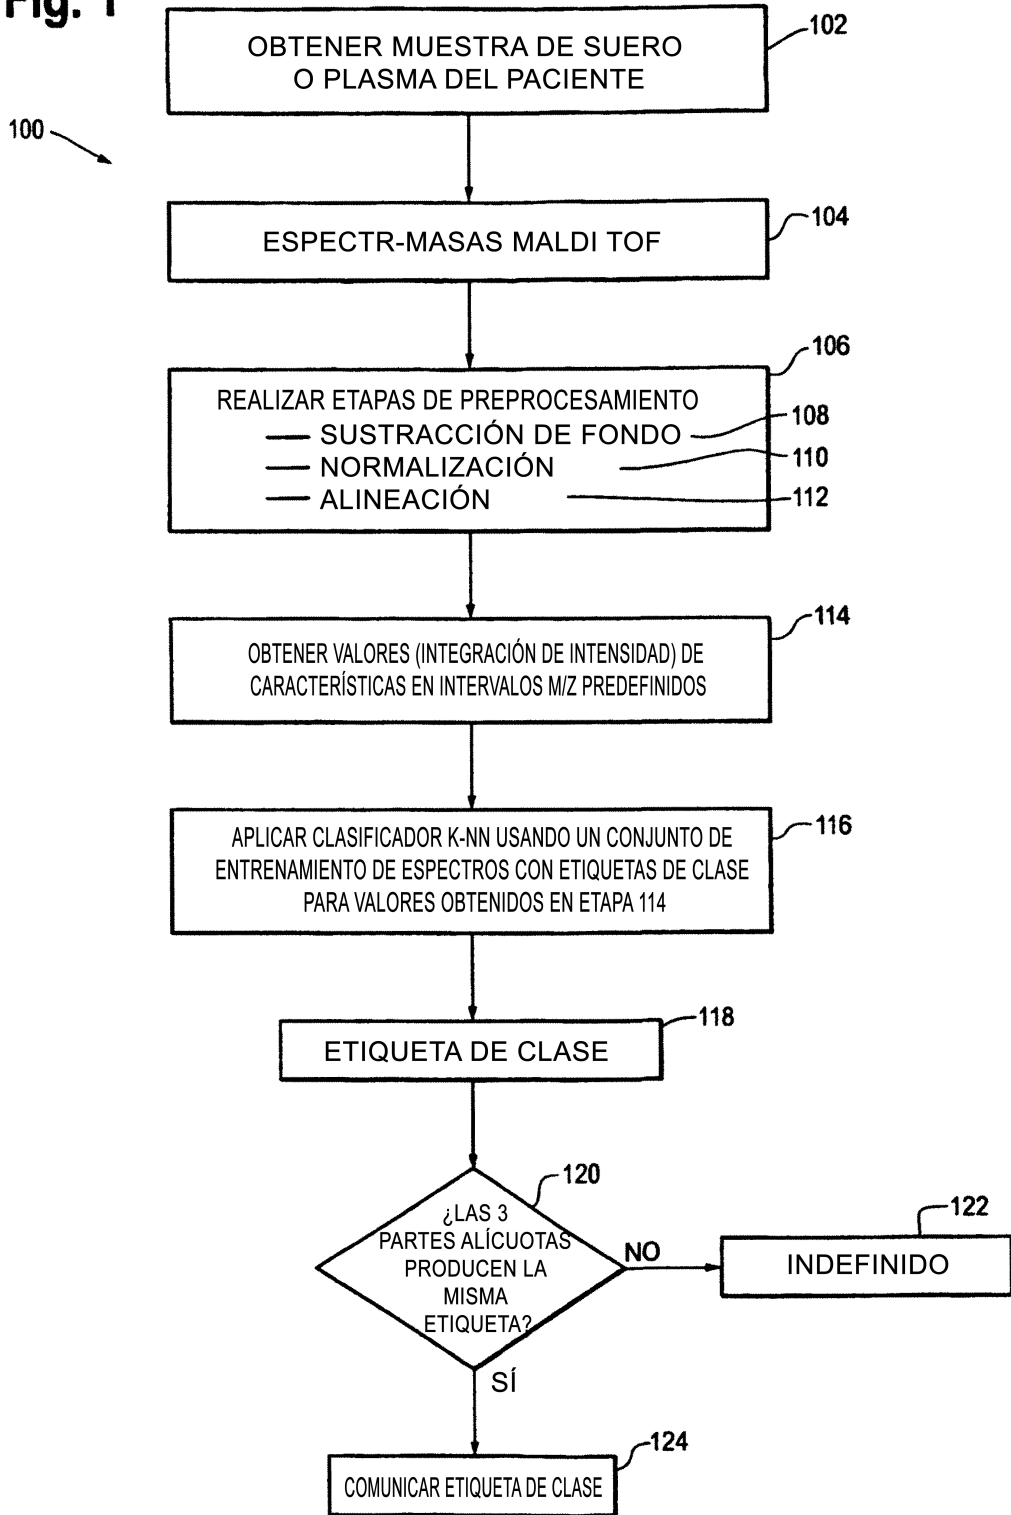 Fig. 1
100
102
OBTENER MUESTRA DE SUERO
O PLASMA DEL PACIENTE
104
ESPECTR-MASAS MALDI TOF
106
REALIZAR ETAPAS DE PREPROCESAMIENTO
— SUSTRACCIÓN DE FONDO 108
— NORMALIZACIÓN 110
— ALINEACIÓN 112
114
OBTENER VALORES (INTEGRACIÓN DE INTENSIDAD) DE
CARACTERÍSTICAS EN INTERVALOS M/Z PREDEFINIDOS
116
APLICAR CLASIFICADOR K-NN USANDO UN CONJUNTO DE
ENTRENAMIENTO DE ESPECTROS CON ETIQUETAS DE CLASE
PARA VALORES OBTENIDOS EN ETAPA 114
118
ETIQUETA DE CLASE
120
¿LAS 3
PARTES ALÍCUOTAS
PRODUCEN LA
MISMA
ETIQUETA?
NO
122
INDEFINIDO
SÍ
124
COMUNICAR ETIQUETA DE CLASE